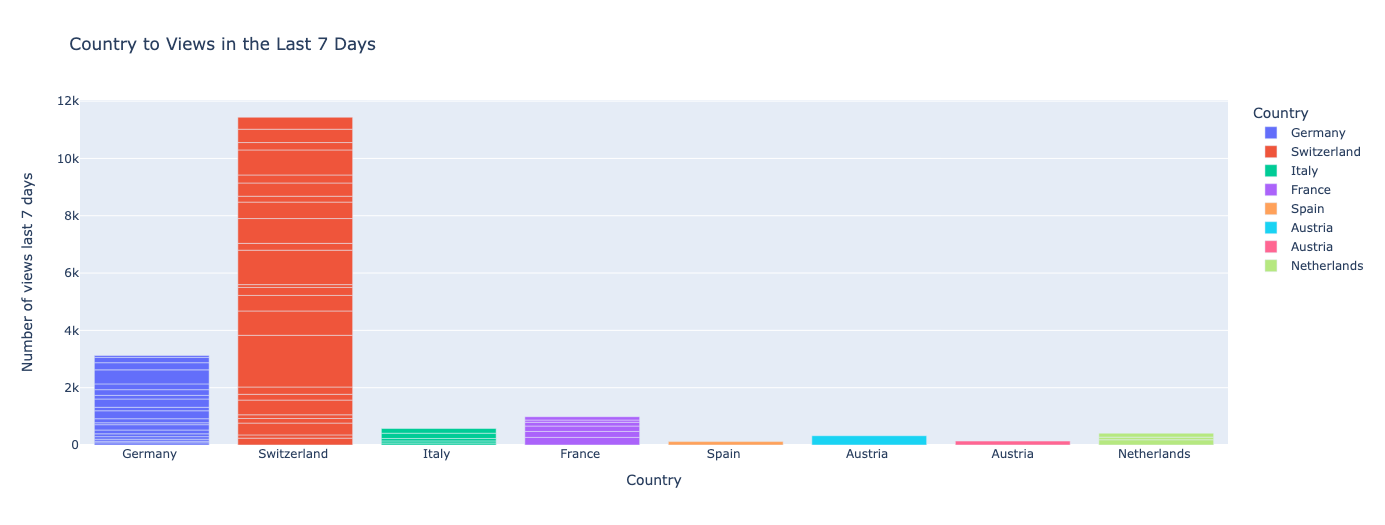 Country to Views in the Last 7 Days
Number of views last 7 days
12k
10k
8k
6k
4k
2k
0
Germany Switzerland Italy France Spain Austria Austria Netherlands
Country
Country
Germany
Switzerland
Italy
France
Spain
Austria
Austria
Netherlands